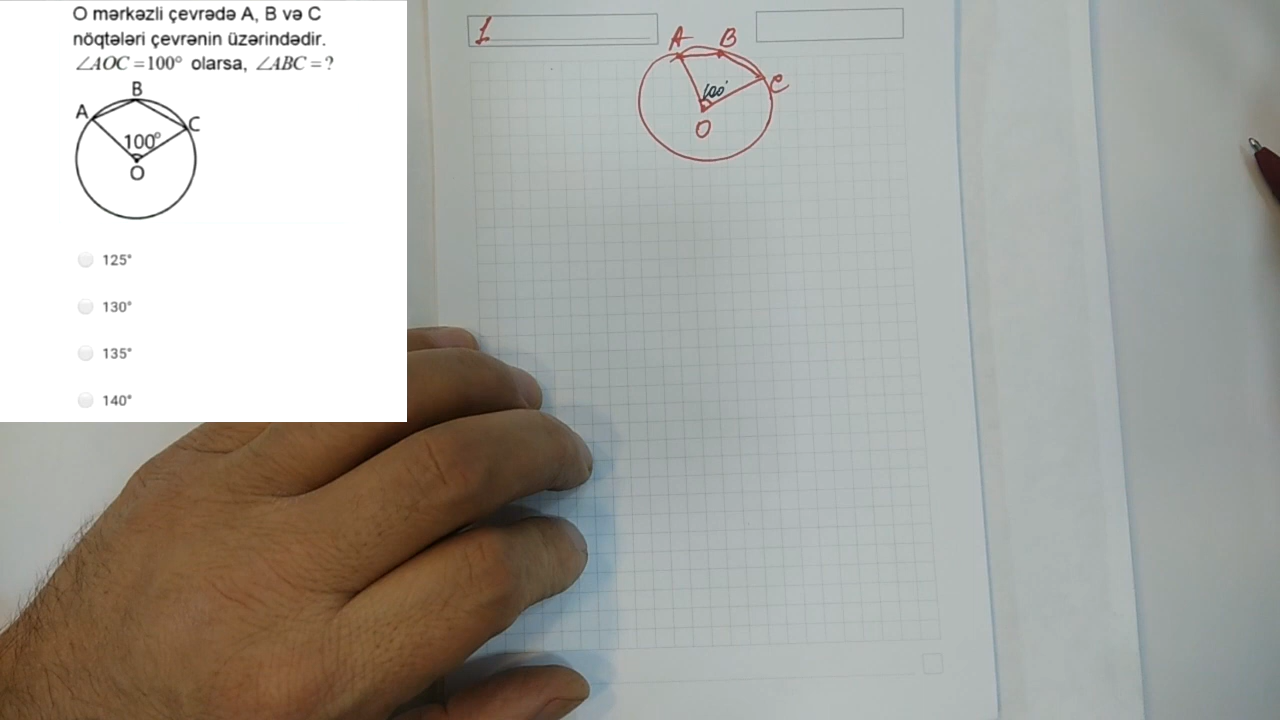 O mərkəzli çevrədə A, B və C
nöqtələri çevrənin üzərindədir.
∠AOC =100° olarsa, ∠ABC = ?
B
A
C
100°
O
125°
130°
135°
140°
1
A B
C
100°
O